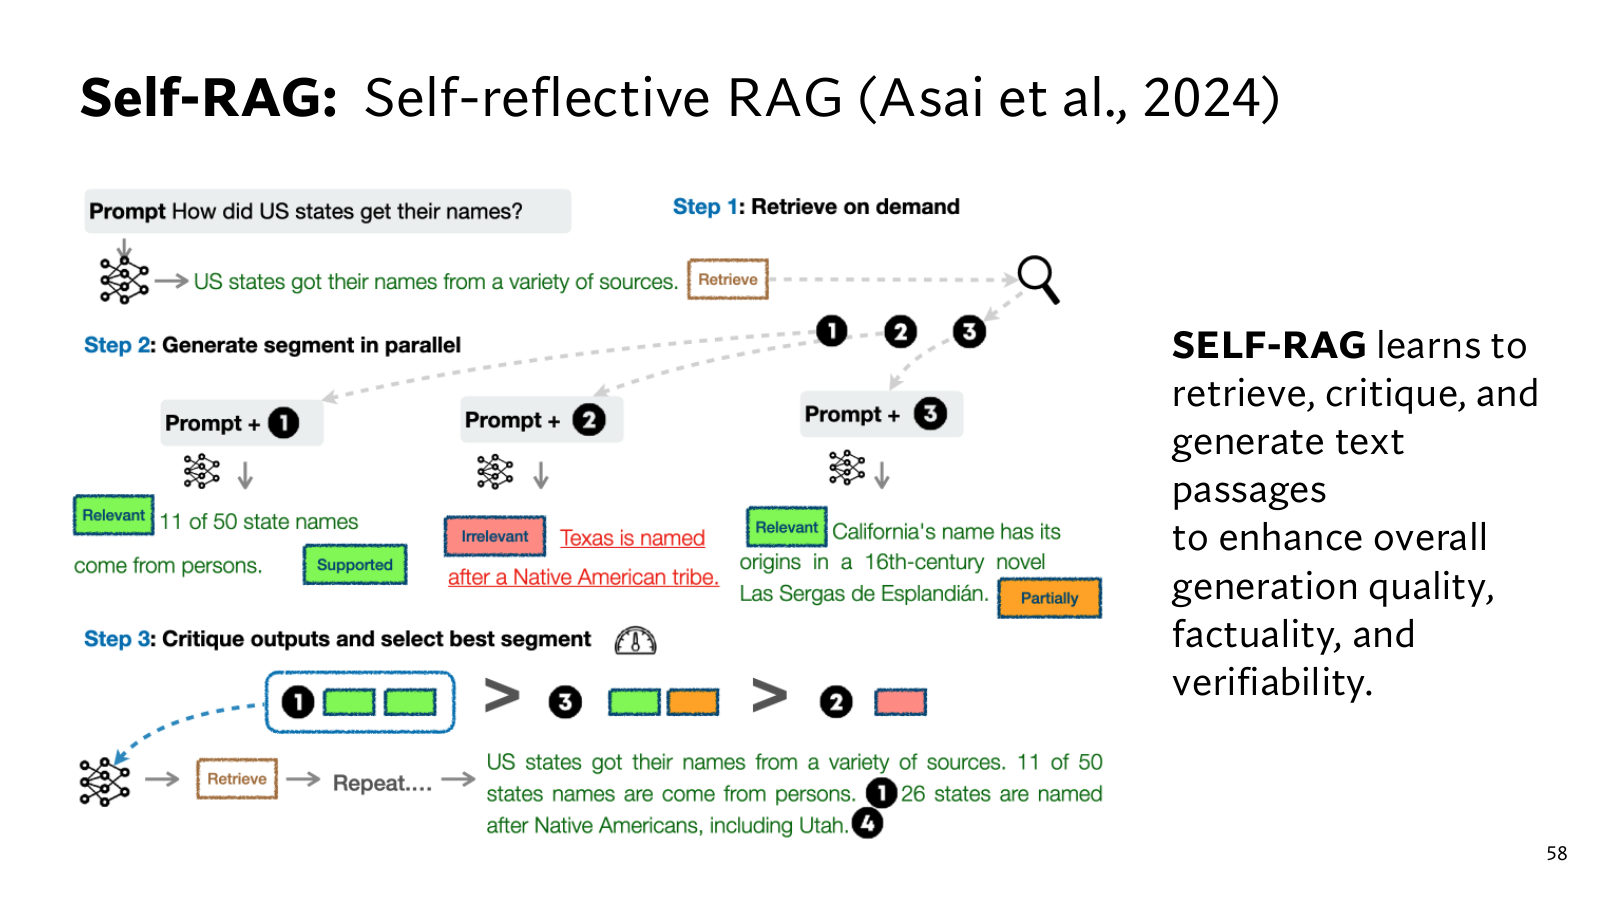 Self-RAG: Self-reflective RAG (Asai et al., 2024)
Prompt How did US states get their names?
Step 1: Retrieve on demand
US states got their names from a variety of sources. Retrieve
1 2 3
Step 2: Generate segment in parallel
Prompt + 1
Prompt + 2
Prompt + 3
Relevant 11 of 50 state names
come from persons. Supported
Irrelevant Texas is named
after a Native American tribe.
Relevant California's name has its
origins in a 16th-century novel
Las Sergas de Esplandián. Partially
Step 3: Critique outputs and select best segment
1 > 3 > 2
Retrieve Repeat....
US states got their names from a variety of sources. 11 of 50
states names are come from persons. 1 26 states are named
after Native Americans, including Utah. 4
SELF-RAG learns to
retrieve, critique, and
generate text
passages
to enhance overall
generation quality,
factuality, and
verifiability.
58